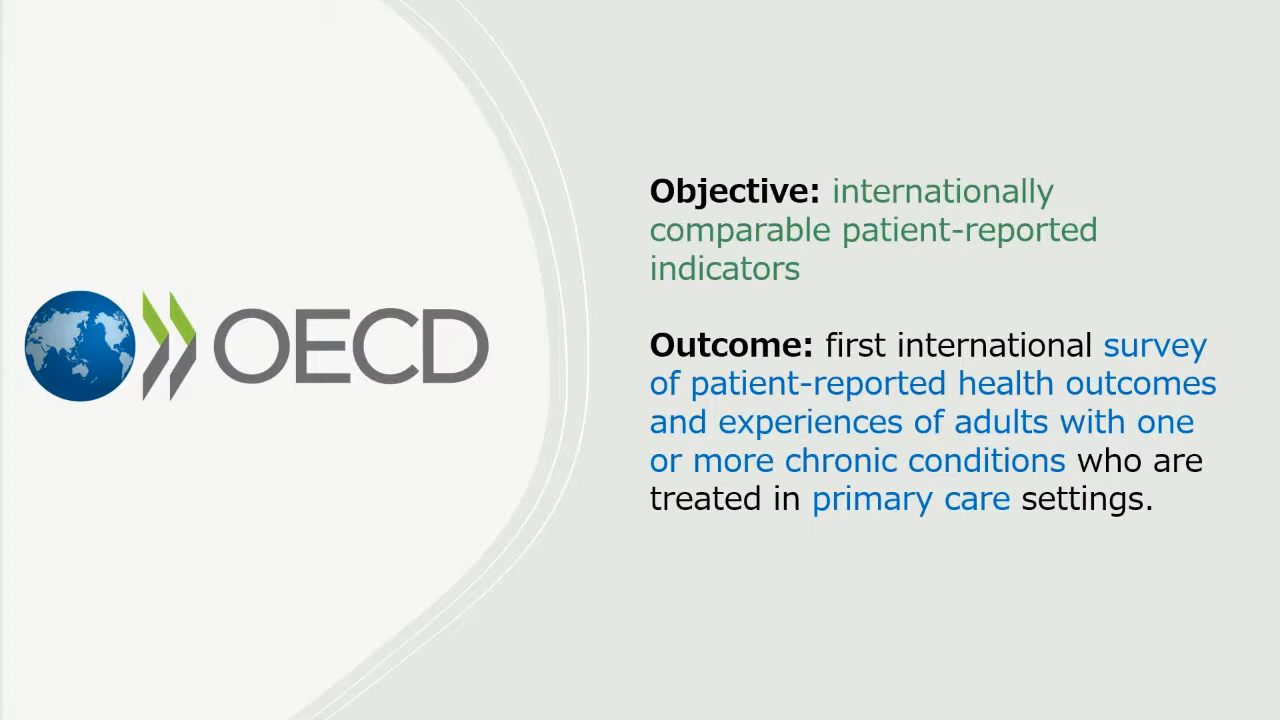 OECD
Objective: internationally
comparable patient-reported
indicators
Outcome: first international survey
of patient-reported health outcomes
and experiences of adults with one
or more chronic conditions who are
treated in primary care settings.